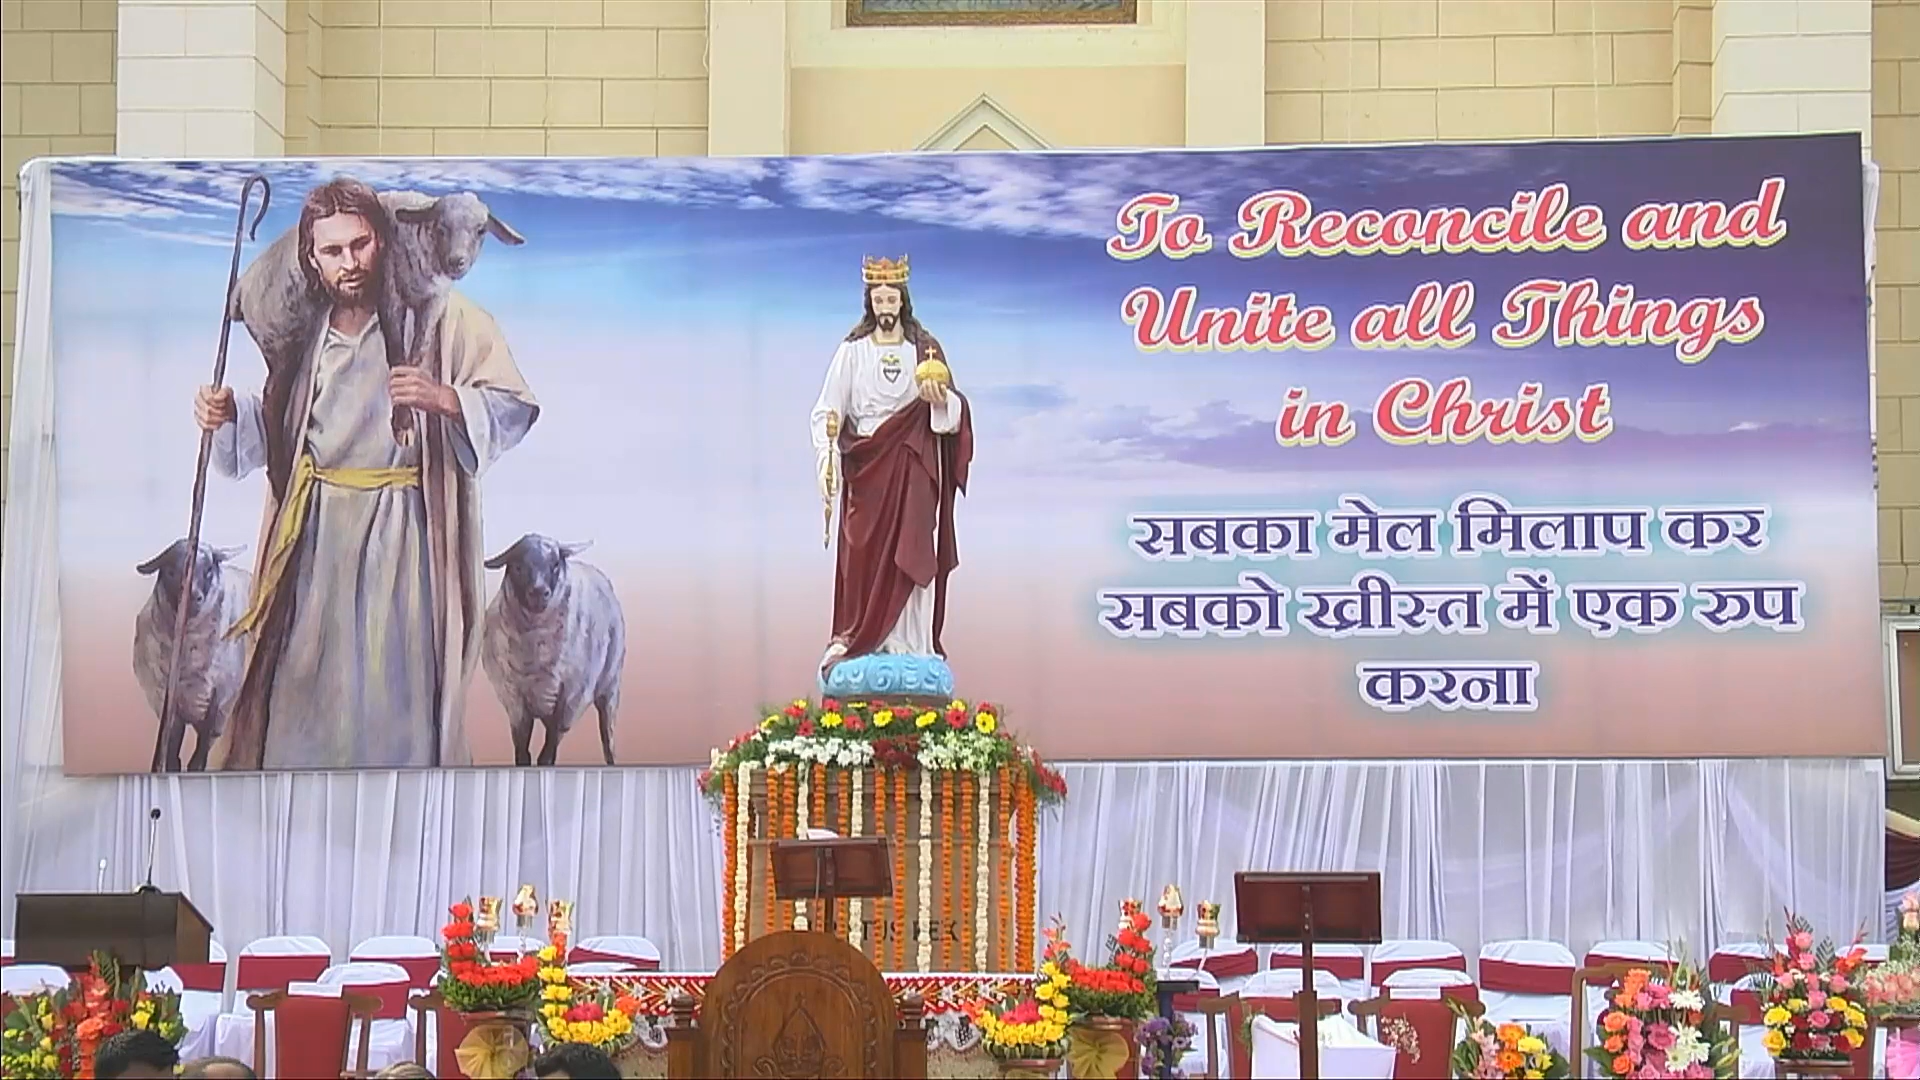 To Reconcile and
Unite all Things
in Christ
सबका मेल मिलाप कर
सबको ख्रीस्त में एक रुप
करना